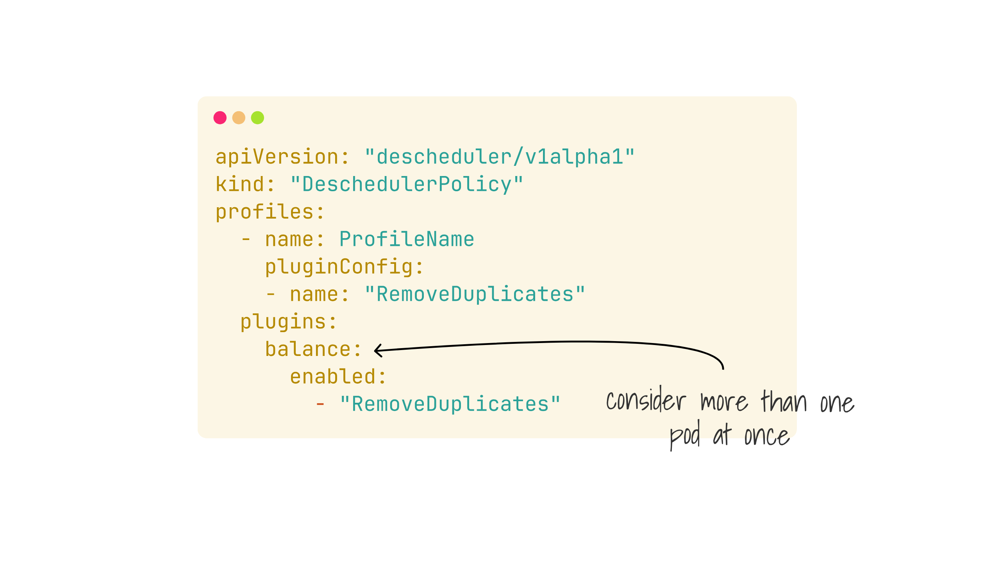 apiVersion: "descheduler/v1alpha1"
kind: "DeschedulerPolicy"
profiles:
  - name: ProfileName
    pluginConfig:
    - name: "RemoveDuplicates"
  plugins:
    balance:
      enabled:
        - "RemoveDuplicates"
consider more than one
pod at once